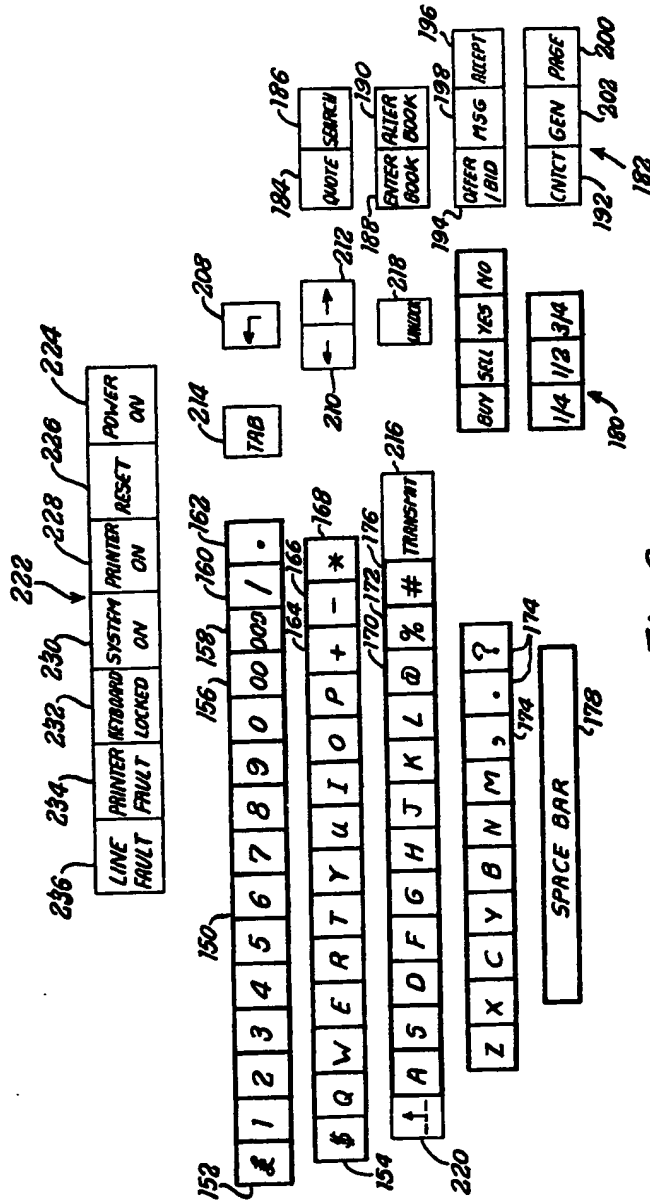 222
236 234 232 230 228 226 224
LINE FAULT PRINTER FAULT KEYBOARD LOCKED SYSTEM ON PRINTER ON RESET POWER ON
152 150 156 158 160 162 214 208
£ 1 2 3 4 5 6 7 8 9 0 00 000 / .
TAB ↵
184 186
QUOTE SEARCH
164 166 168
$ Q W E R T Y U I O P + - *
154
210 ← → 212
188 190
ENTER BOOK ALTER BOOK
170 172 176 216
A S D F G H J K L @ % # TRANSMT
220
UNLOCK 218
194 198 196
OFFER / BID MSG ACCEPT
Z X C Y B N M , . ?
174 174
BUY SELL YES NO
CNTCT GEN PAGE
192 202 200
182
SPACE BAR
178
1/4 1/2 3/4
180